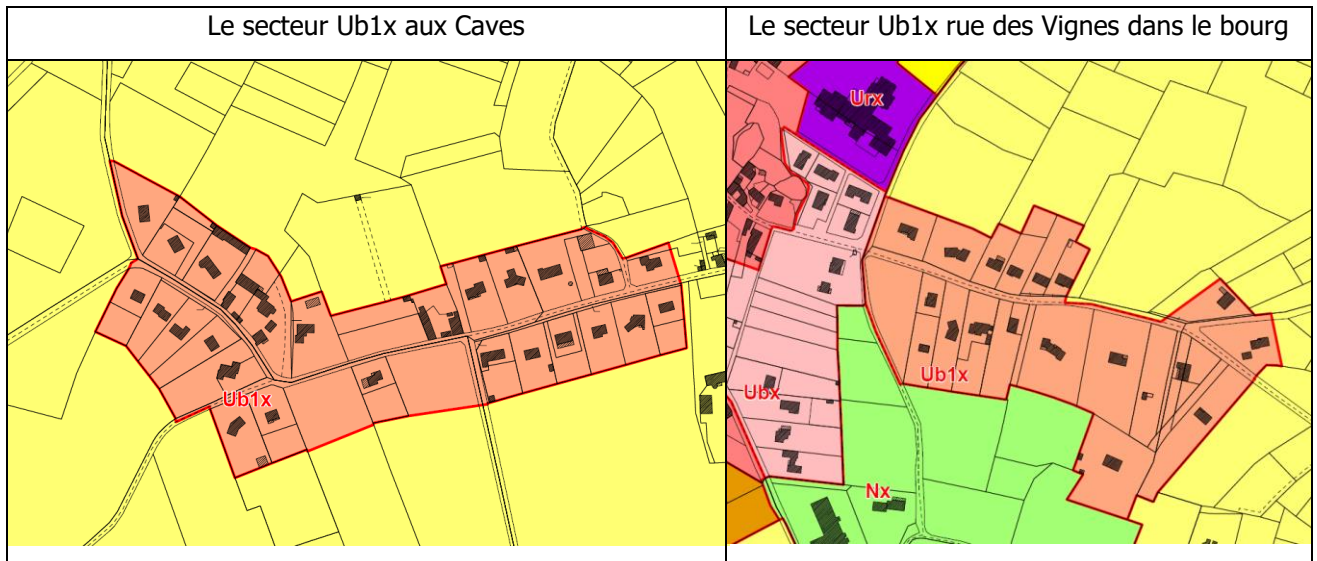 Le secteur Ub1x aux Caves
Le secteur Ub1x rue des Vignes dans le bourg
Ub1x
Urx
Ub1x
Ubx
Nx